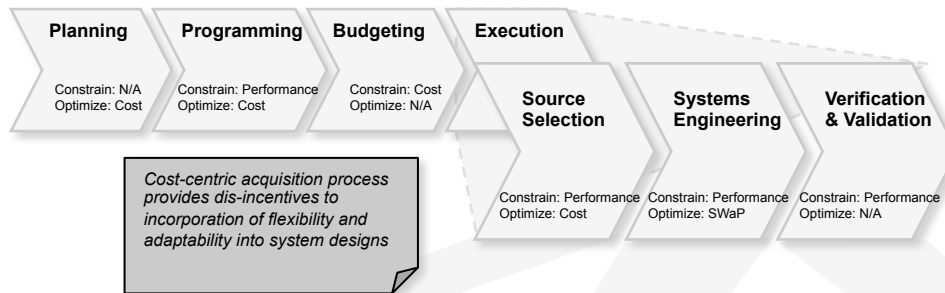 Planning
Constrain: N/A
Optimize: Cost
Programming
Constrain: Performance
Optimize: Cost
Budgeting
Constrain: Cost
Optimize: N/A
Execution
Source
Selection
Constrain: Performance
Optimize: Cost
Systems
Engineering
Constrain: Performance
Optimize: SWaP
Verification
& Validation
Constrain: Performance
Optimize: N/A
Cost-centric acquisition process
provides dis-incentives to
incorporation of flexibility and
adaptability into system designs